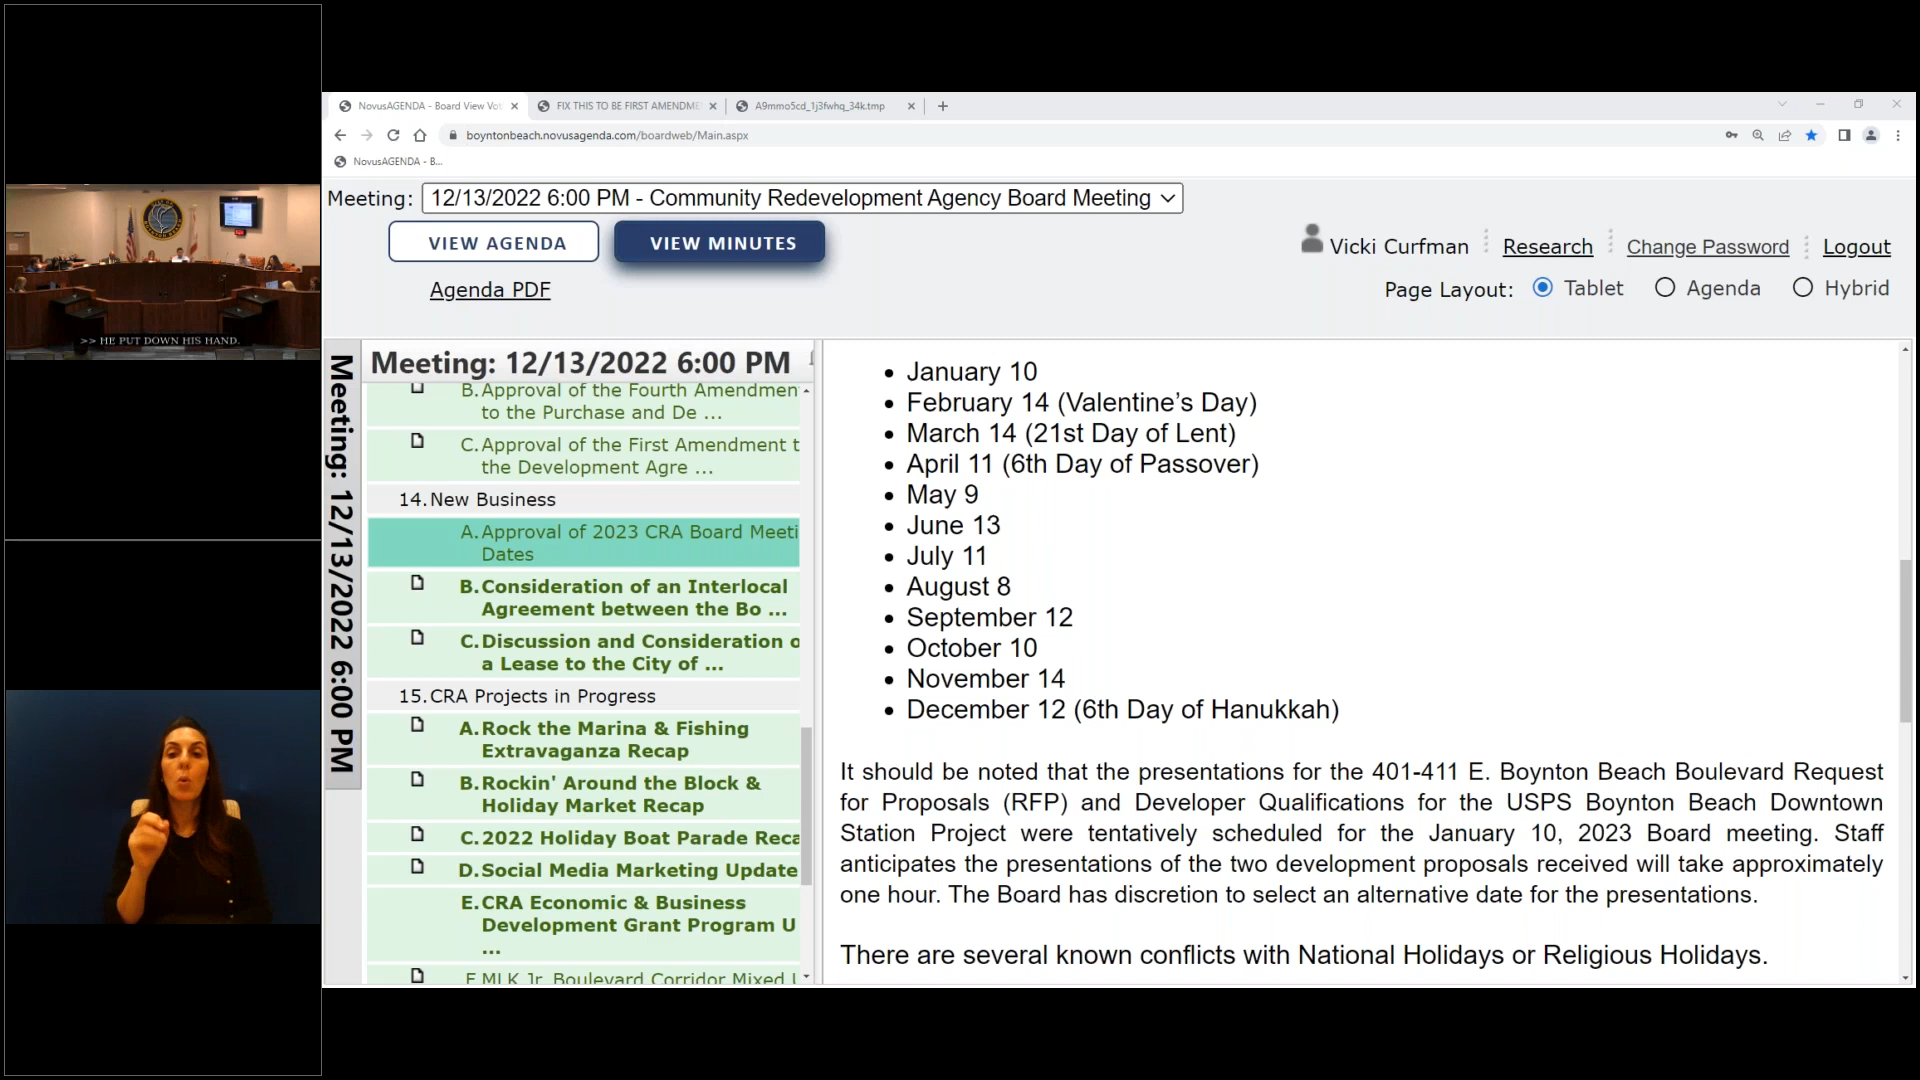 NovusAGENDA - Board View Vot
FIX THIS TO BE FIRST AMENDME
A9mmo5cd_1j3fwhq_34k.tmp
boyntonbeach.novusagenda.com/boardweb/Main.aspx
NovusAGENDA - B...
Meeting: 12/13/2022 6:00 PM - Community Redevelopment Agency Board Meeting
VIEW AGENDA
VIEW MINUTES
Agenda PDF
Vicki Curfman
Research
Change Password
Logout
Page Layout:
Tablet
Agenda
Hybrid
>> HE PUT DOWN HIS HAND.
Meeting: 12/13/2022 6:00 PM
Meeting: 12/13/2022 6:00 PM
B. Approval of the Fourth Amendmen
to the Purchase and De ...
C. Approval of the First Amendment t
the Development Agre ...
14. New Business
A. Approval of 2023 CRA Board Meeti
Dates
B. Consideration of an Interlocal
Agreement between the Bo ...
C. Discussion and Consideration o
a Lease to the City of ...
15. CRA Projects in Progress
A. Rock the Marina & Fishing
Extravaganza Recap
B. Rockin' Around the Block &
Holiday Market Recap
C. 2022 Holiday Boat Parade Reca
D. Social Media Marketing Update
E. CRA Economic & Business
Development Grant Program U
...
F. MLK Jr. Boulevard Corridor Mixed U
• January 10
• February 14 (Valentine’s Day)
• March 14 (21st Day of Lent)
• April 11 (6th Day of Passover)
• May 9
• June 13
• July 11
• August 8
• September 12
• October 10
• November 14
• December 12 (6th Day of Hanukkah)
It should be noted that the presentations for the 401-411 E. Boynton Beach Boulevard Request
for Proposals (RFP) and Developer Qualifications for the USPS Boynton Beach Downtown
Station Project were tentatively scheduled for the January 10, 2023 Board meeting. Staff
anticipates the presentations of the two development proposals received will take approximately
one hour. The Board has discretion to select an alternative date for the presentations.
There are several known conflicts with National Holidays or Religious Holidays.